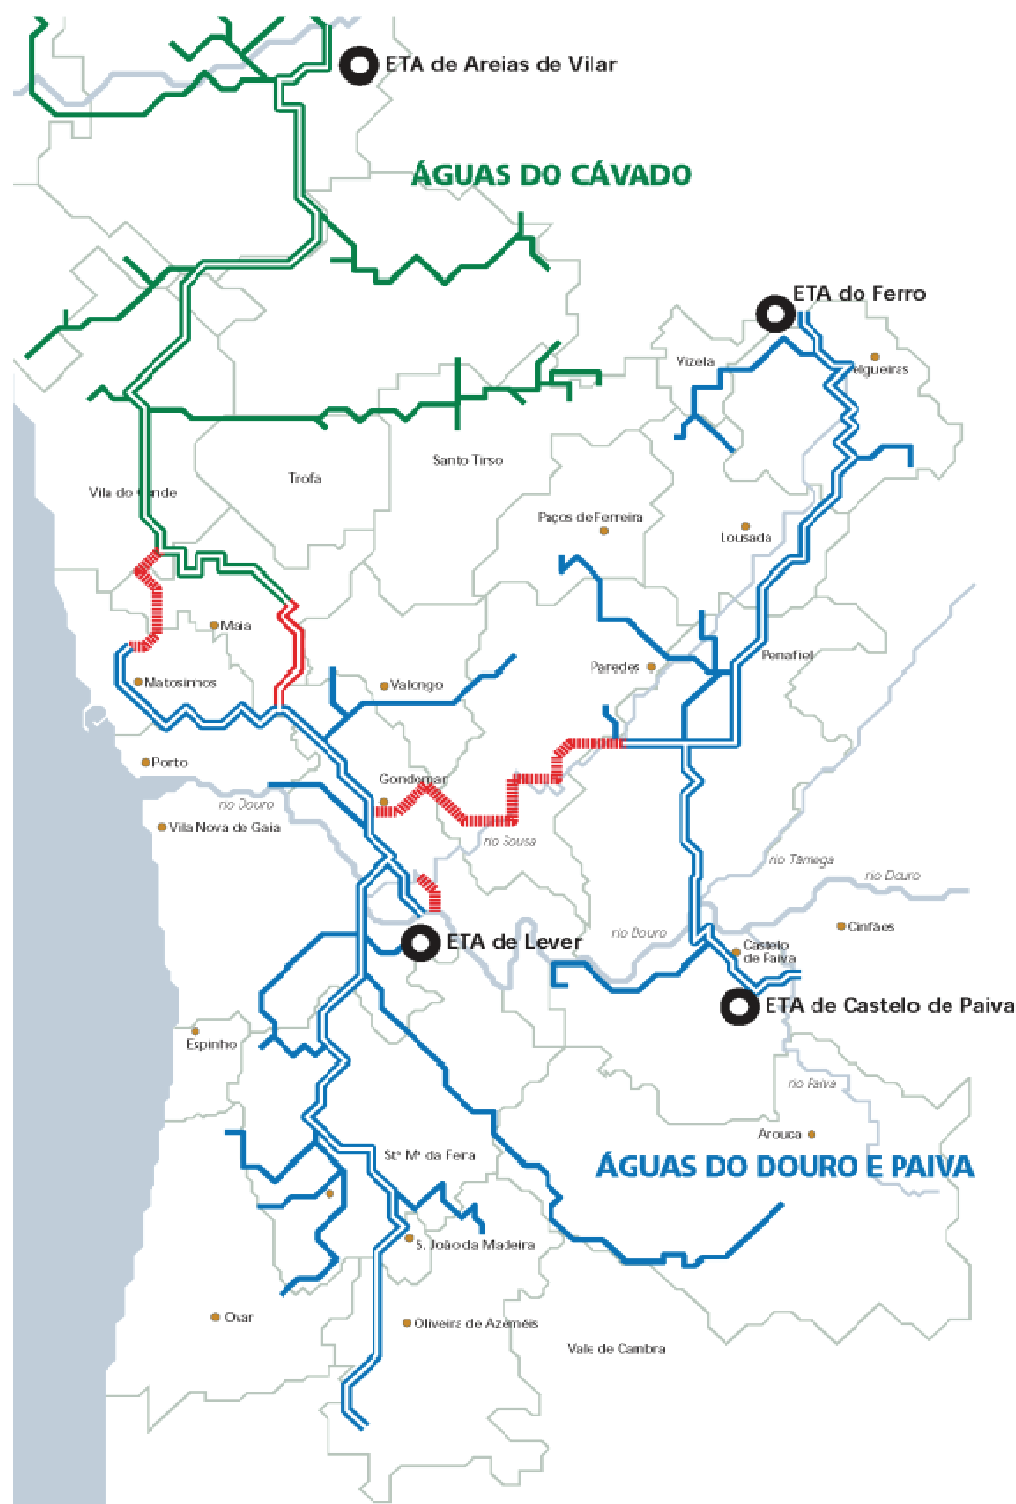 ETA de Areias de Vilar
ÁGUAS DO CÁVADO
ETA do Ferro
Vizela
elgueiras
Santo Tirso
Trofa
Vila do
nde
Paços de Ferreira
Lousada
Maia
Penafiel
Paredes
Matosinhos
Valongo
Porto
Gondomar
rio Douro
Vila Nova de Gaia
rio Sousa
rio Tâmega
rio Douro
Cinfães
rio Douro
ETA de Lever
Castelo
de Paiva
ETA de Castelo de Paiva
Espinho
rio Paiva
Arouca
Stª Mª da Feira
ÁGUAS DO DOURO E PAIVA
S. João da Madeira
Ovar
Oliveira de Azeméis
Vale de Cambra